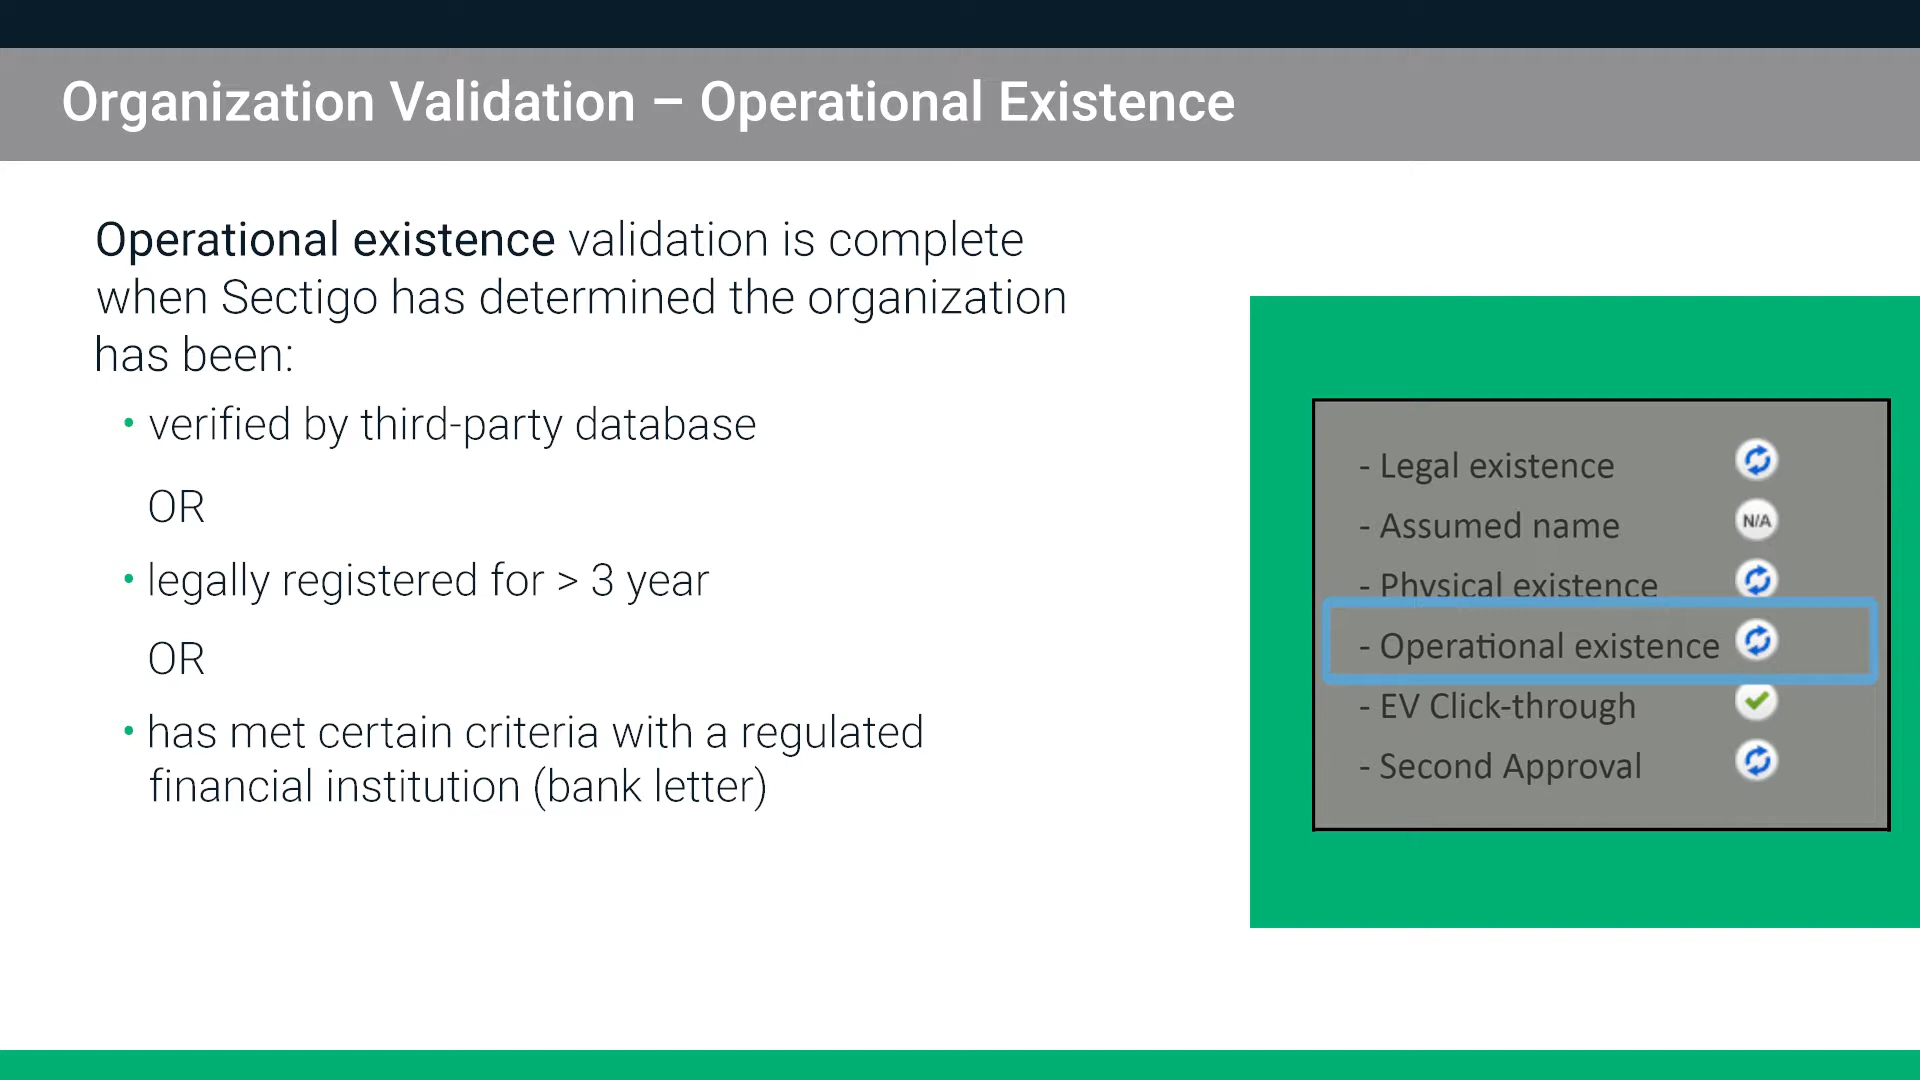 Organization Validation – Operational Existence
Operational existence validation is complete
when Sectigo has determined the organization
has been:
• verified by third-party database
OR
• legally registered for > 3 year
OR
• has met certain criteria with a regulated
financial institution (bank letter)
- Legal existence
- Assumed name N/A
- Physical existence
- Operational existence
- EV Click-through
- Second Approval